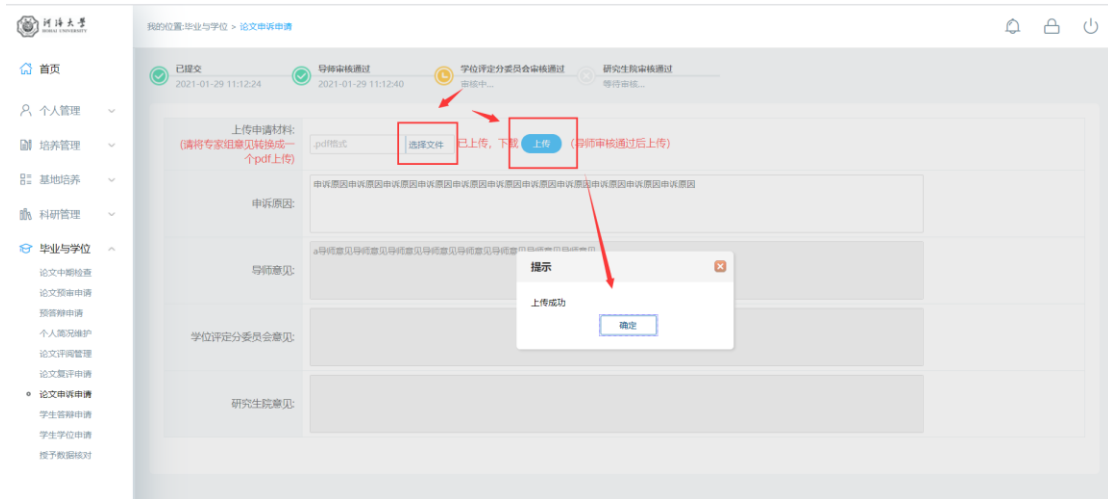 河海大学
HOHAI UNIVERSITY
我的位置:毕业与学位 > 论文申诉申请
首页
个人管理
培养管理
基地培养
科研管理
毕业与学位
论文中期检查
论文预审申请
预答辩申请
个人简况维护
论文评阅管理
论文复评申请
论文申诉申请
学生答辩申请
学生学位申请
授予数据核对
已提交
2021-01-29 11:12:24
导师审核通过
2021-01-29 11:12:40
学位评定分委员会审核通过
审核中...
研究生院审核通过
等待审核...
上传申请材料:
(请将专家组意见转换成一
个pdf上传)
.pdf格式
选择文件
已上传，下载
上传
(导师审核通过后上传)
申诉原因:
申诉原因申诉原因申诉原因申诉原因申诉原因申诉原因申诉原因申诉原因申诉原因申诉原因申诉原因
导师意见:
a导师意见导师意见导师意见导师意见导师意见导师意见导师意见导师意见
学位评定分委员会意见:
研究生院意见:
提示
上传成功
确定